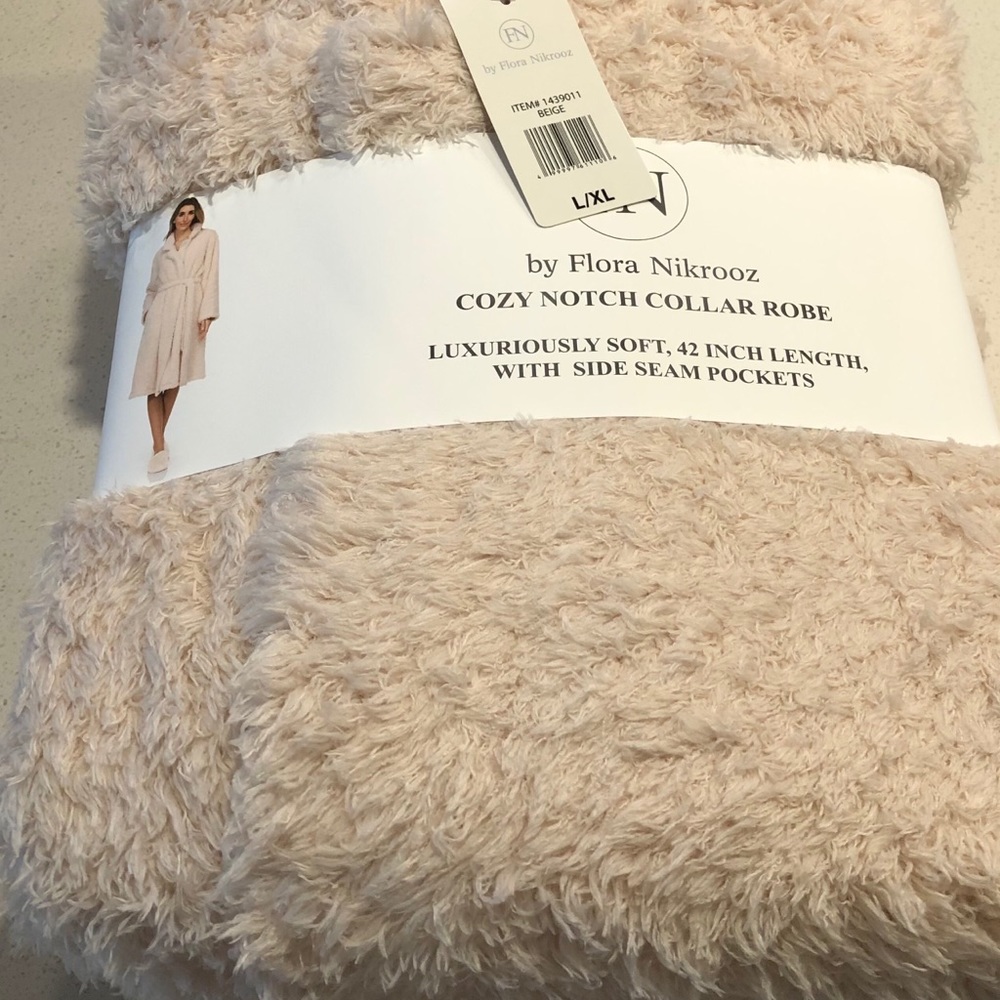 FN
by Flora Nikrooz
ITEM# 1439011
BEIGE
L/XL
N
by Flora Nikrooz
COZY NOTCH COLLAR ROBE
LUXURIOUSLY SOFT, 42 INCH LENGTH,
WITH SIDE SEAM POCKETS